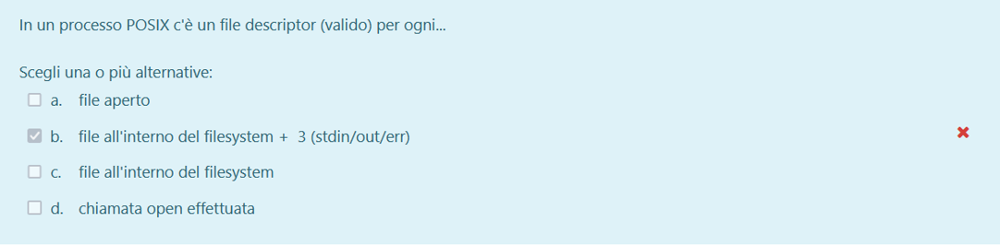 In un processo POSIX c'è un file descriptor (valido) per ogni...
Scegli una o più alternative:
a. file aperto
b. file all'interno del filesystem + 3 (stdin/out/err)
c. file all'interno del filesystem
d. chiamata open effettuata